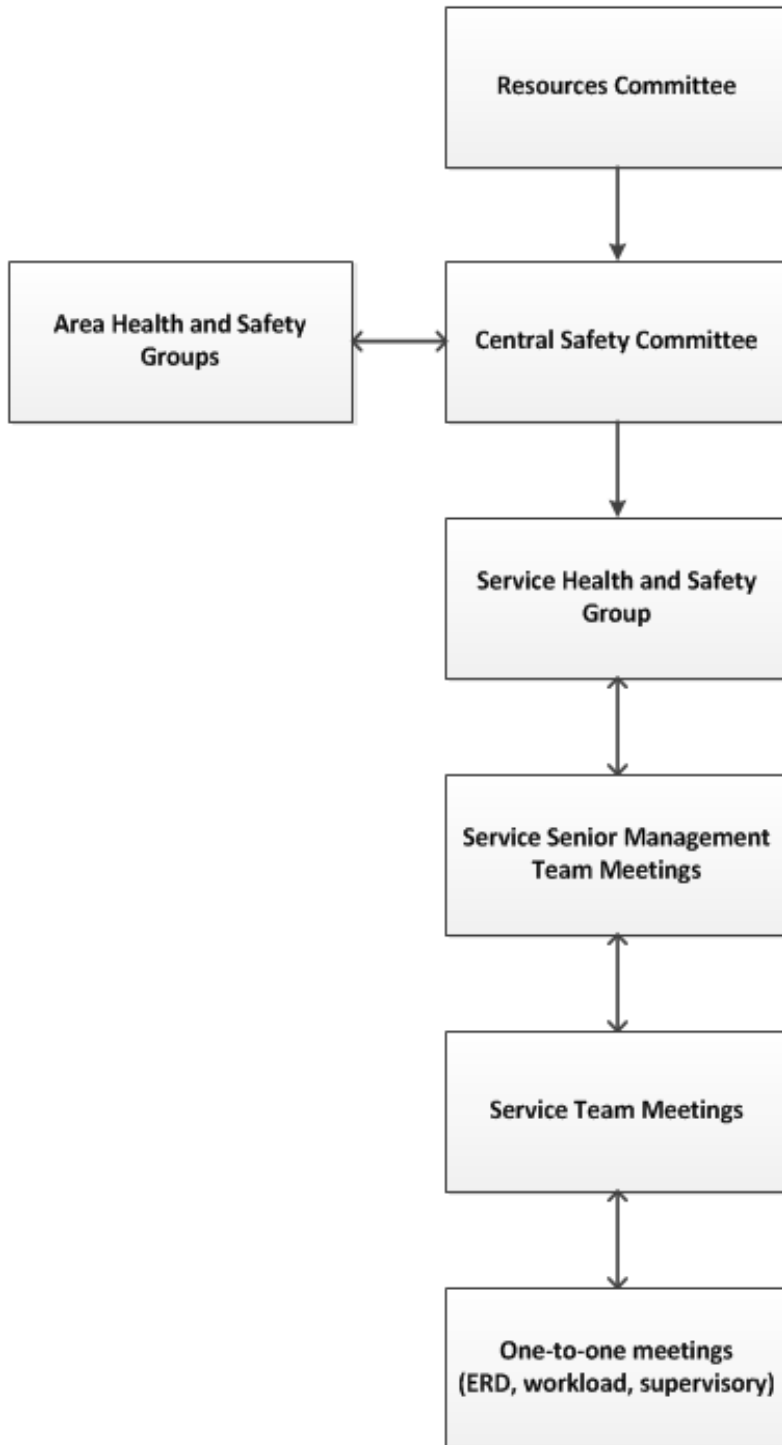 Resources Committee
Area Health and Safety
Groups
Central Safety Committee
Service Health and Safety
Group
Service Senior Management
Team Meetings
Service Team Meetings
One-to-one meetings
(ERD, workload, supervisory)